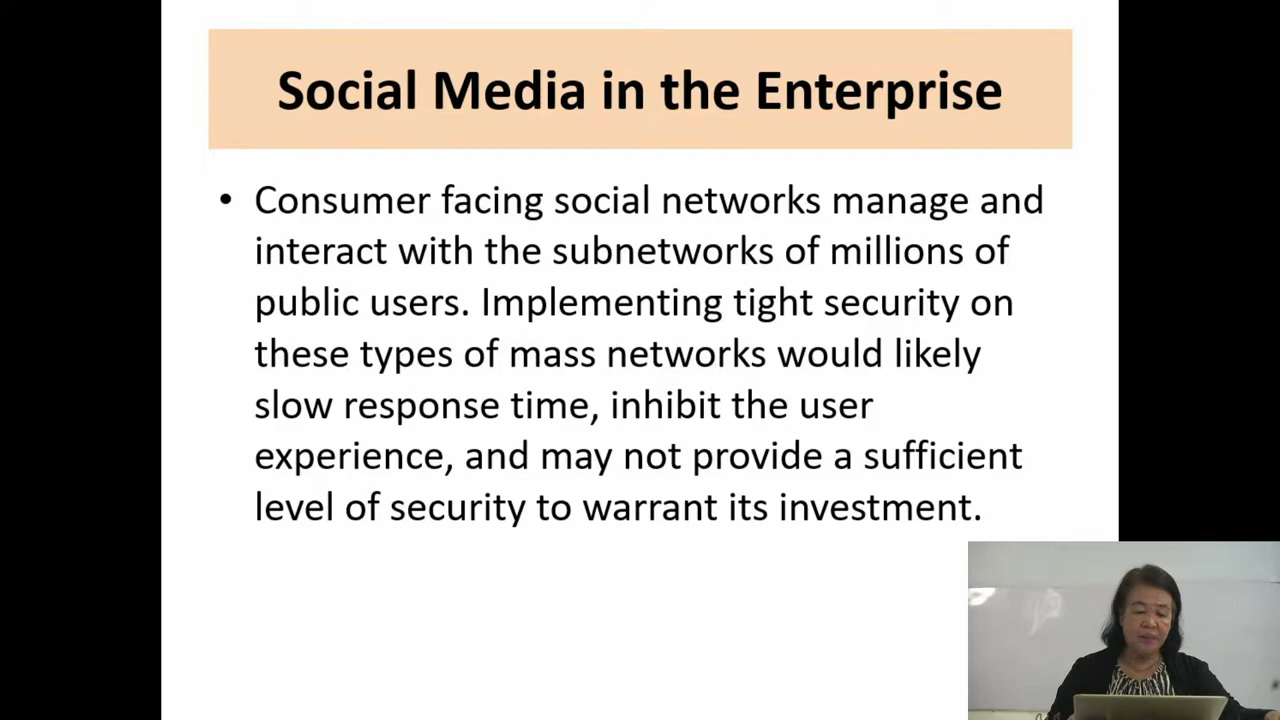 Social Media in the Enterprise
• Consumer facing social networks manage and
interact with the subnetworks of millions of
public users. Implementing tight security on
these types of mass networks would likely
slow response time, inhibit the user
experience, and may not provide a sufficient
level of security to warrant its investment.